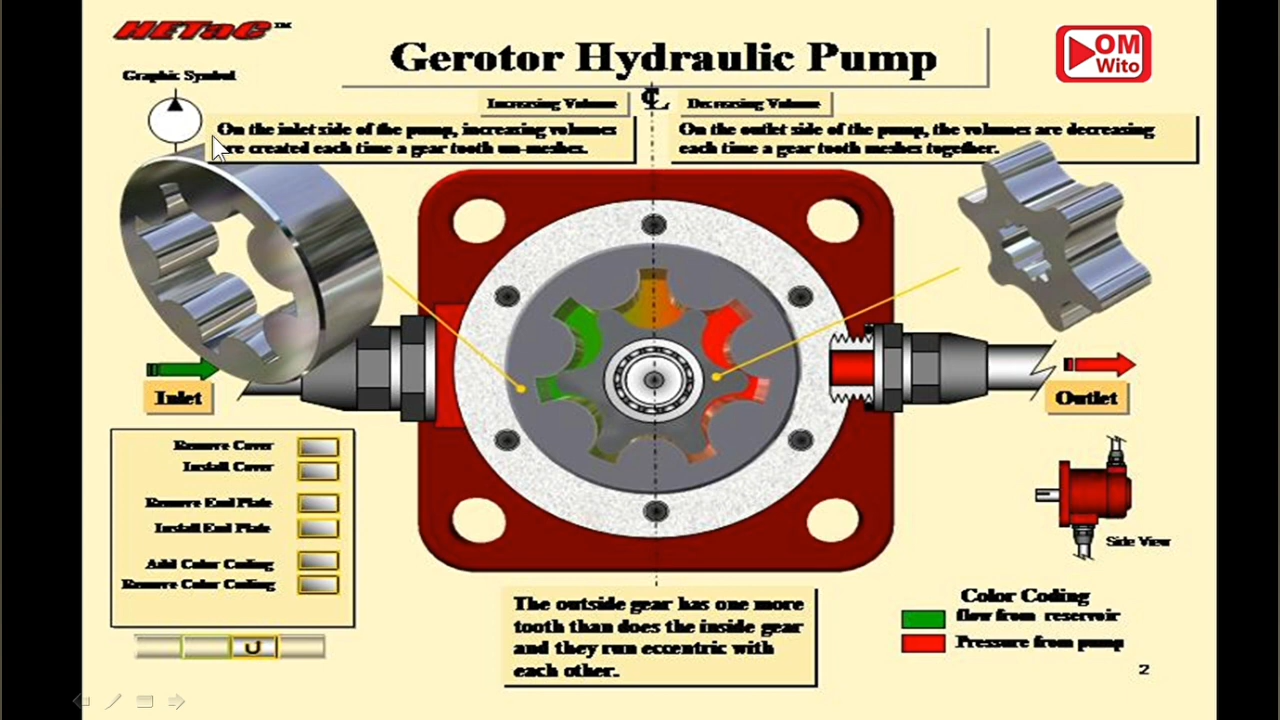 HETaC™
OM
Wito
Gerotor Hydraulic Pump
Graphic Symbol
Increasing Volume
℄
Decreasing Volume
On the inlet side of the pump, increasing volumes
are created each time a gear tooth un-meshes.
On the outlet side of the pump, the volumes are decreasing
each time a gear tooth meshes together.
Inlet
Outlet
Remove Cover
Install Cover
Remove End Plate
Install End Plate
Add Color Coding
Remove Color Coding
Side View
The outside gear has one more
tooth than does the inside gear
and they run eccentric with
each other.
Color Coding
flow from reservoir
Pressure from pump
2